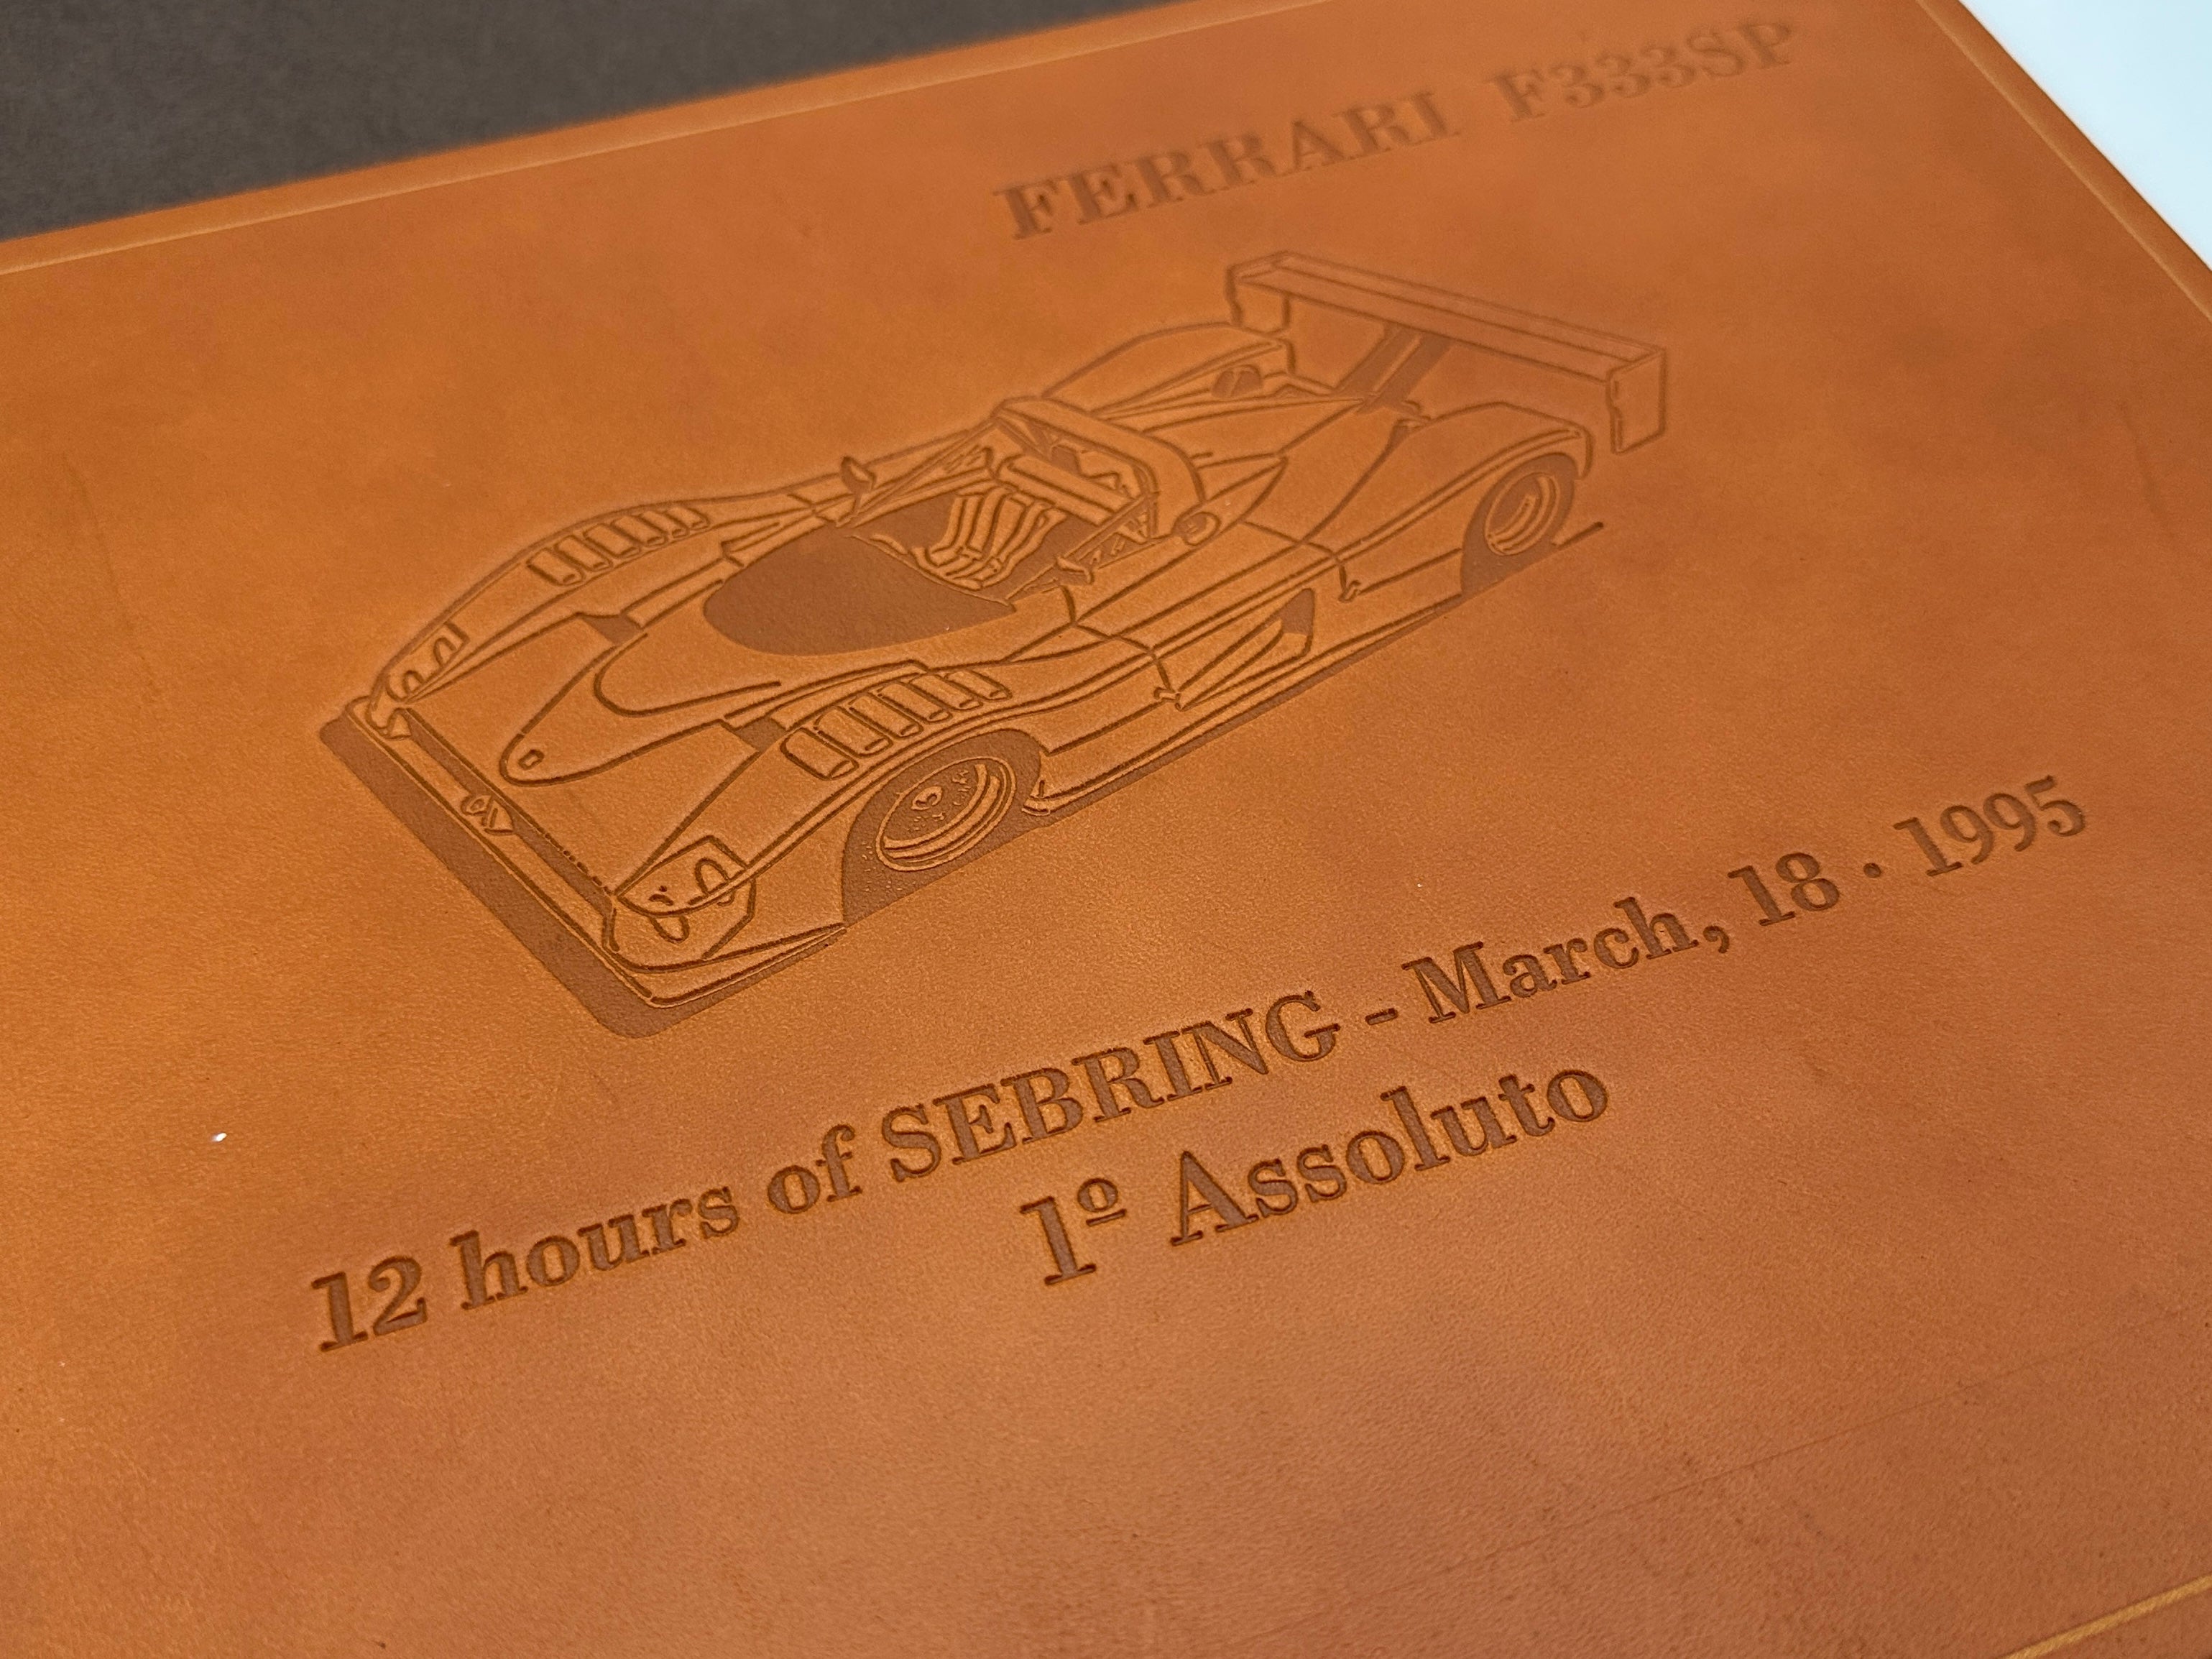 FERRARI F333SP
12 hours of SEBRING - March, 18 . 1995
1º Assoluto